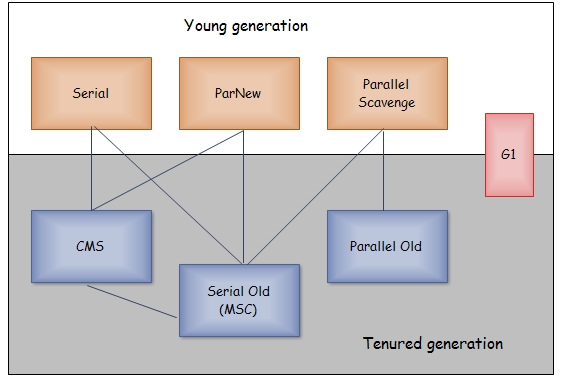 Young generation
Serial
ParNew
Parallel
Scavenge
G1
CMS
Parallel Old
Serial Old
(MSC)
Tenured generation